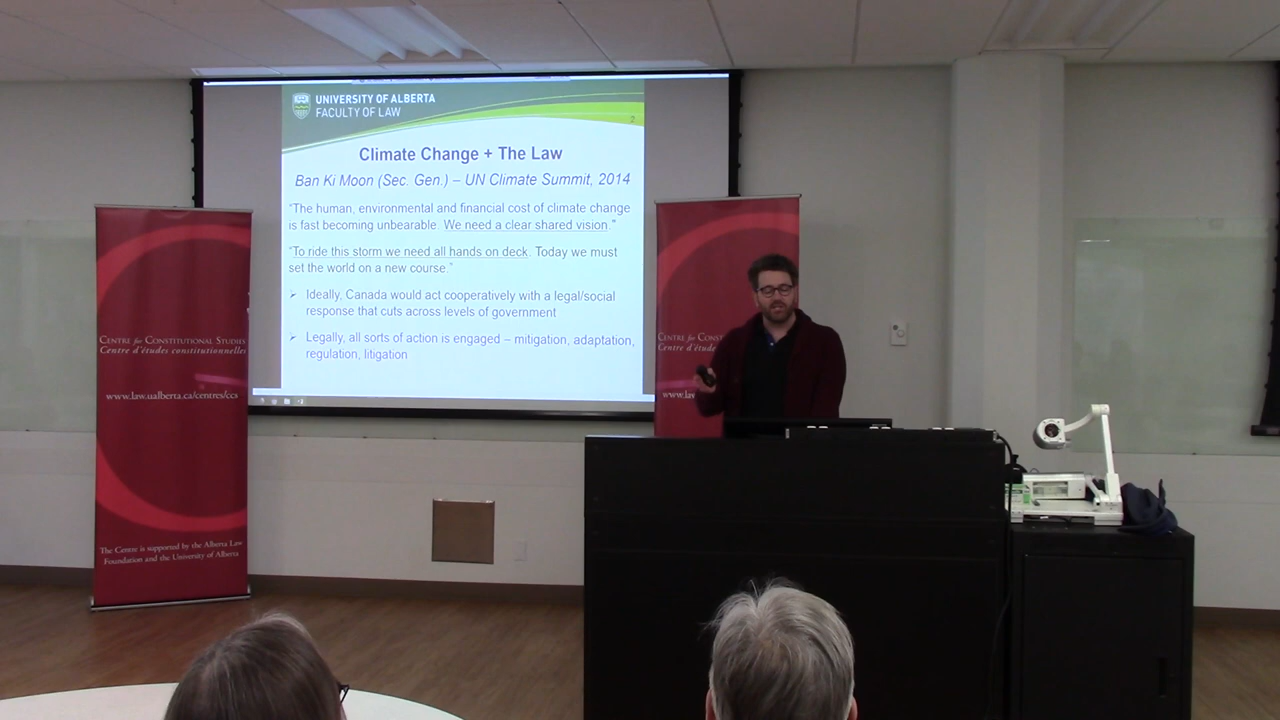 UNIVERSITY OF ALBERTA
FACULTY OF LAW
2
Climate Change + The Law
Ban Ki Moon (Sec. Gen.) – UN Climate Summit, 2014
“The human, environmental and financial cost of climate change
is fast becoming unbearable. We need a clear shared vision.”
“To ride this storm we need all hands on deck. Today we must
set the world on a new course.”
➢ Ideally, Canada would act cooperatively with a legal/social
response that cuts across levels of government
➢ Legally, all sorts of action is engaged – mitigation, adaptation,
regulation, litigation
CENTRE for CONSTITUTIONAL STUDIES
Centre d'études constitutionnelles
www.law.ualberta.ca/centres/ccs
The Centre is supported by the Alberta Law
Foundation and the University of Alberta
CENTRE for CONS
Centre d'é
www.law